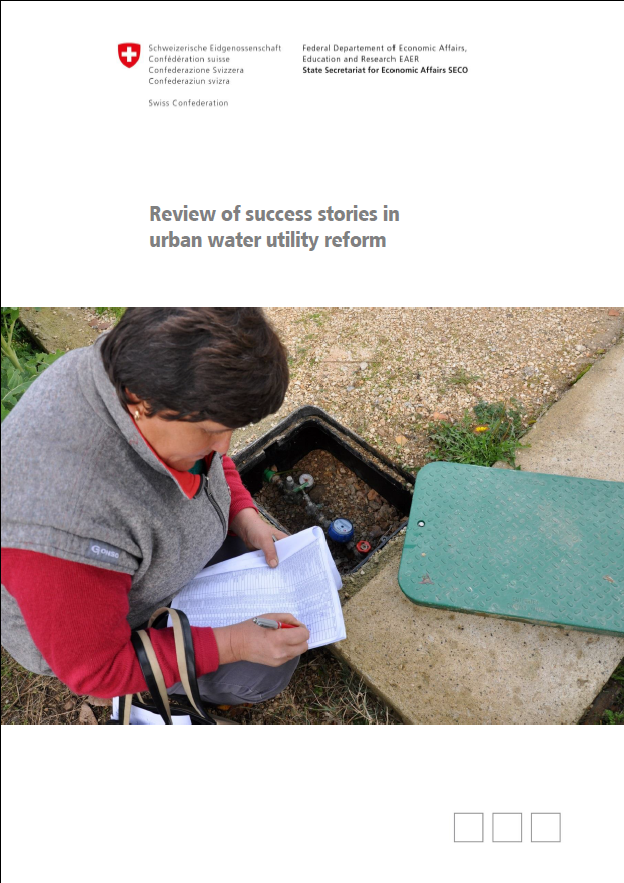 Schweizerische Eidgenossenschaft
Confédération suisse
Confederazione Svizzera
Confederaziun svizra
Swiss Confederation
Federal Departement of Economic Affairs,
Education and Research EAER
State Secretariat for Economic Affairs SECO
Review of success stories in
urban water utility reform